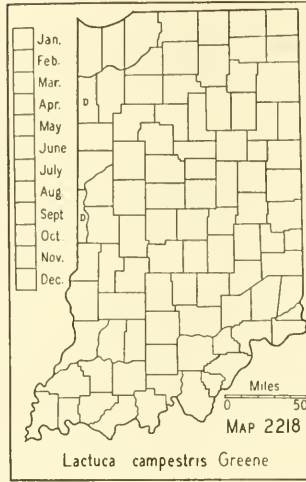 Jan.
Feb.
Mar.
Apr.
May
June
July
Aug.
Sept
Oct.
Nov.
Dec.
D
D
Miles
0 50
MAP 2218
Lactuca campestris Greene